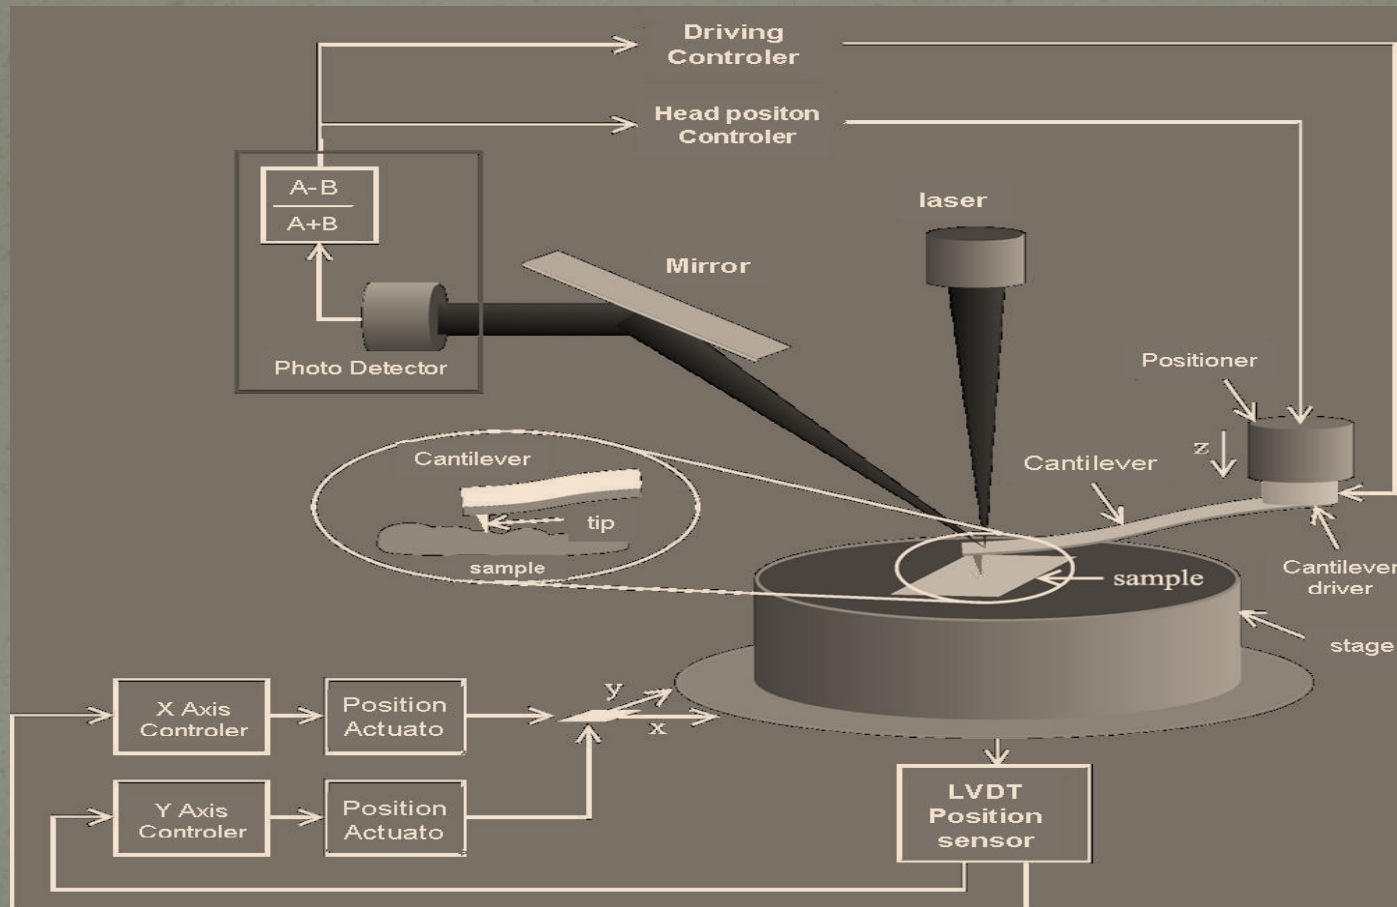 Driving
Controler
Head positon
Controler
A-B
A+B
laser
Mirror
Photo Detector
Positioner
z
Cantilever
Cantilever
tip
sample
sample
Cantilever
driver
stage
X Axis
Controler
Position
Actuato
y
x
Y Axis
Controler
Position
Actuato
LVDT
Position
sensor